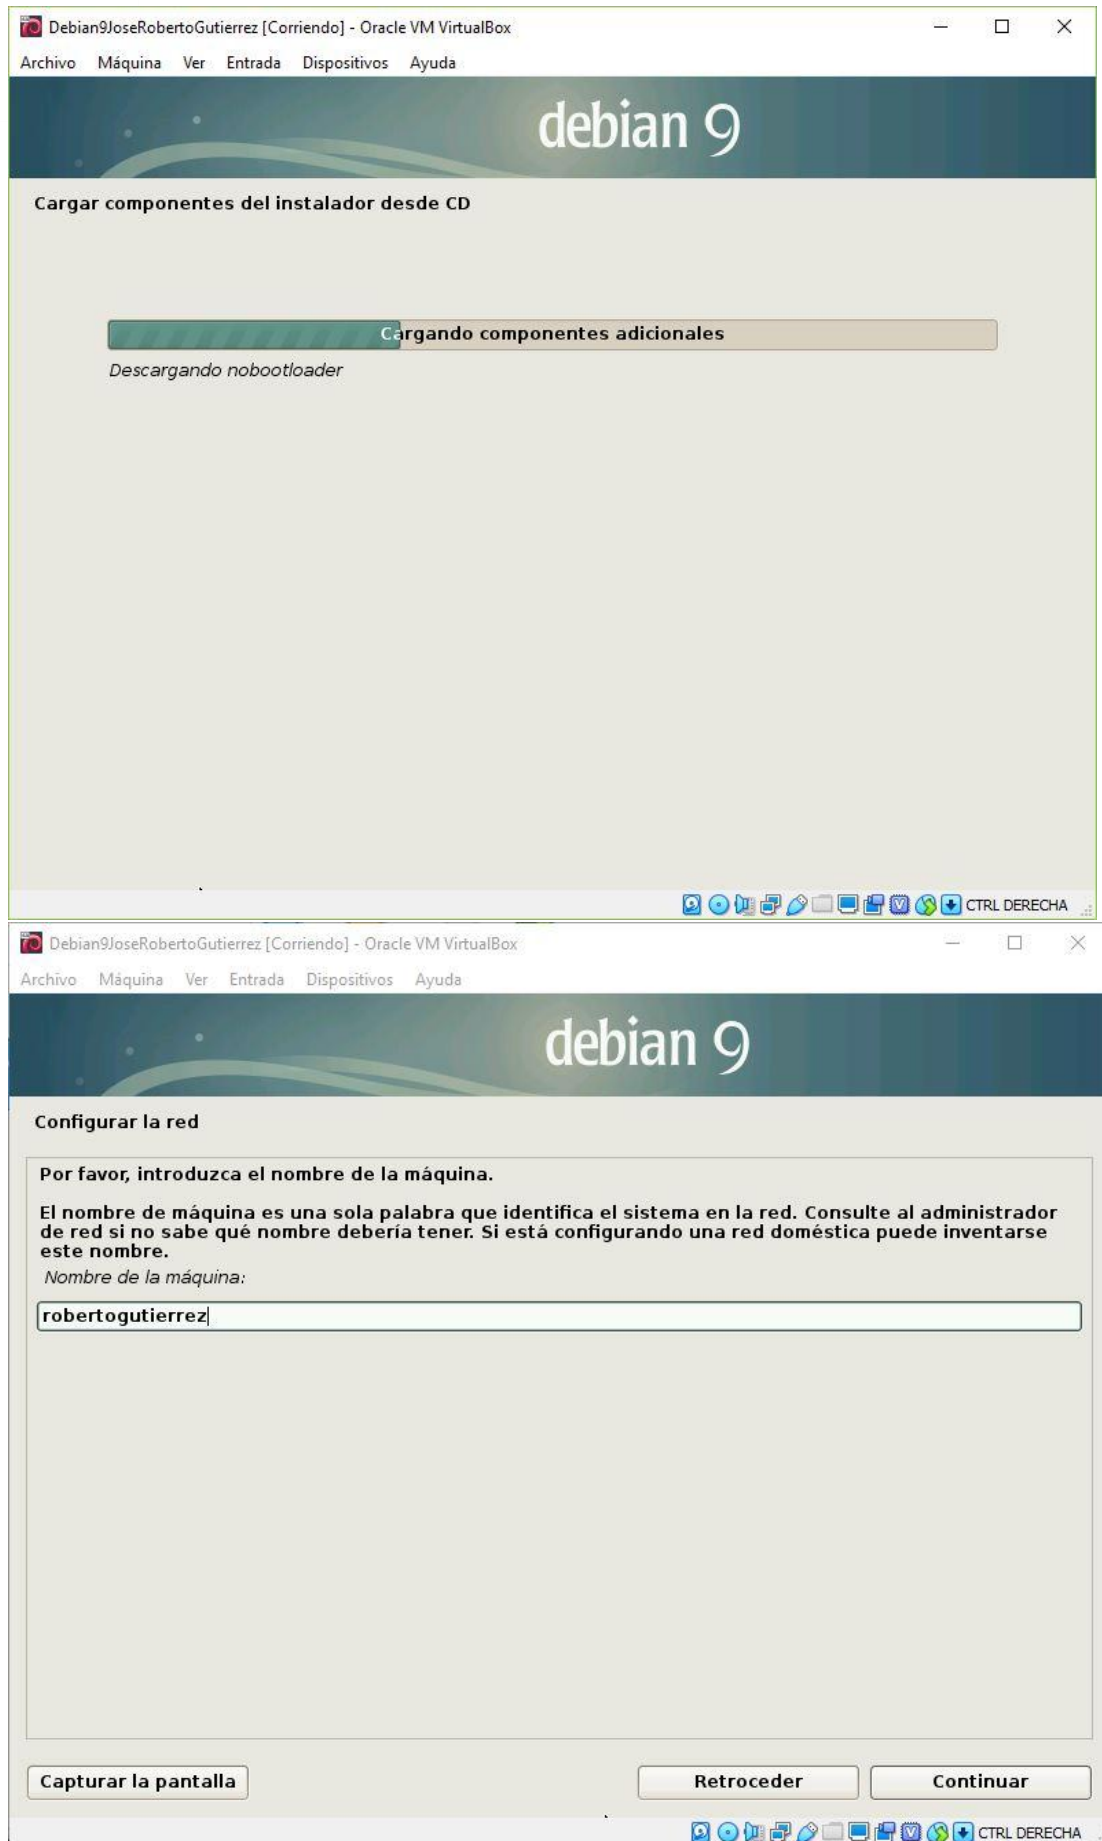 Debian9JoseRobertoGutierrez [Corriendo] - Oracle VM VirtualBox
Archivo Máquina Ver Entrada Dispositivos Ayuda
debian 9
Cargar componentes del instalador desde CD
Cargando componentes adicionales
Descargando nobootloader
CTRL DERECHA
Debian9JoseRobertoGutierrez [Corriendo] - Oracle VM VirtualBox
Archivo Máquina Ver Entrada Dispositivos Ayuda
debian 9
Configurar la red
Por favor, introduzca el nombre de la máquina.
El nombre de máquina es una sola palabra que identifica el sistema en la red. Consulte al administrador
de red si no sabe qué nombre debería tener. Si está configurando una red doméstica puede inventarse
este nombre.
Nombre de la máquina:
robertogutierrez
Capturar la pantalla Retroceder Continuar
CTRL DERECHA